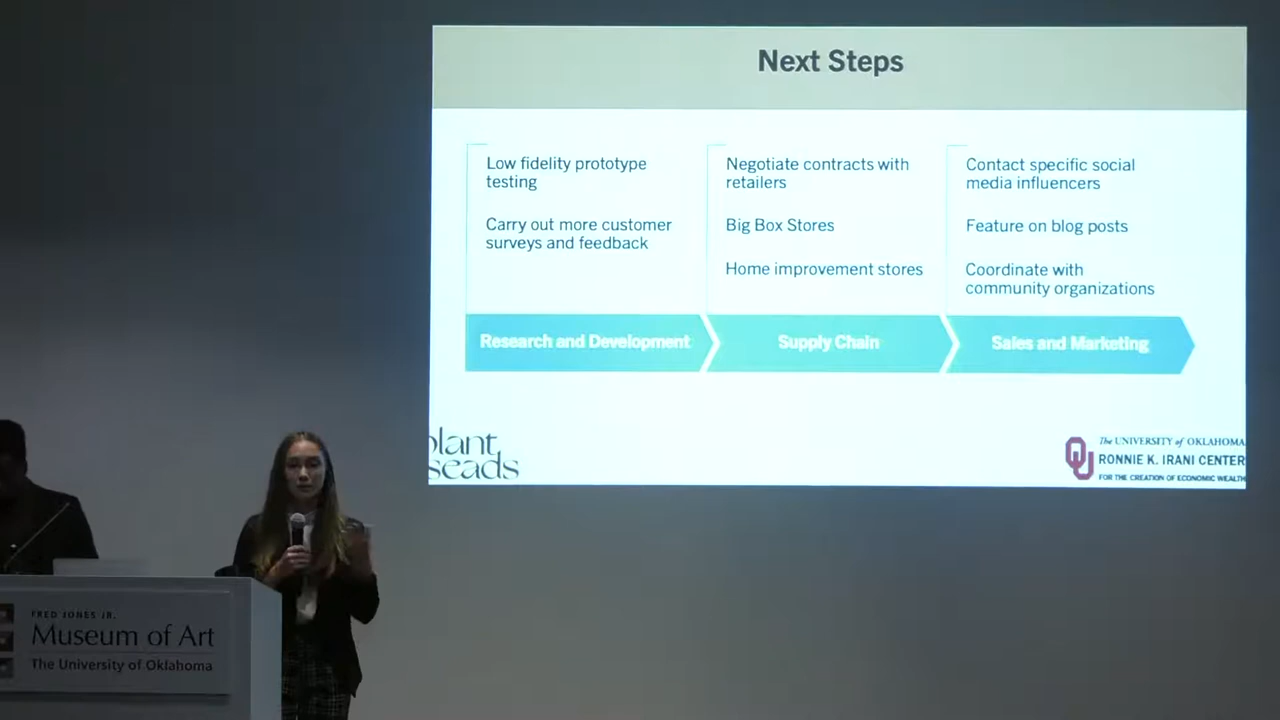 Next Steps
Low fidelity prototype
testing
Carry out more customer
surveys and feedback
Negotiate contracts with
retailers
Big Box Stores
Home improvement stores
Contact specific social
media influencers
Feature on blog posts
Coordinate with
community organizations
Research and Development
Supply Chain
Sales and Marketing
plant
seads
OU
The UNIVERSITY of OKLAHOMA
RONNIE K. IRANI CENTER
FOR THE CREATION OF ECONOMIC WEALTH
FRED JONES JR.
Museum of Art
The University of Oklahoma